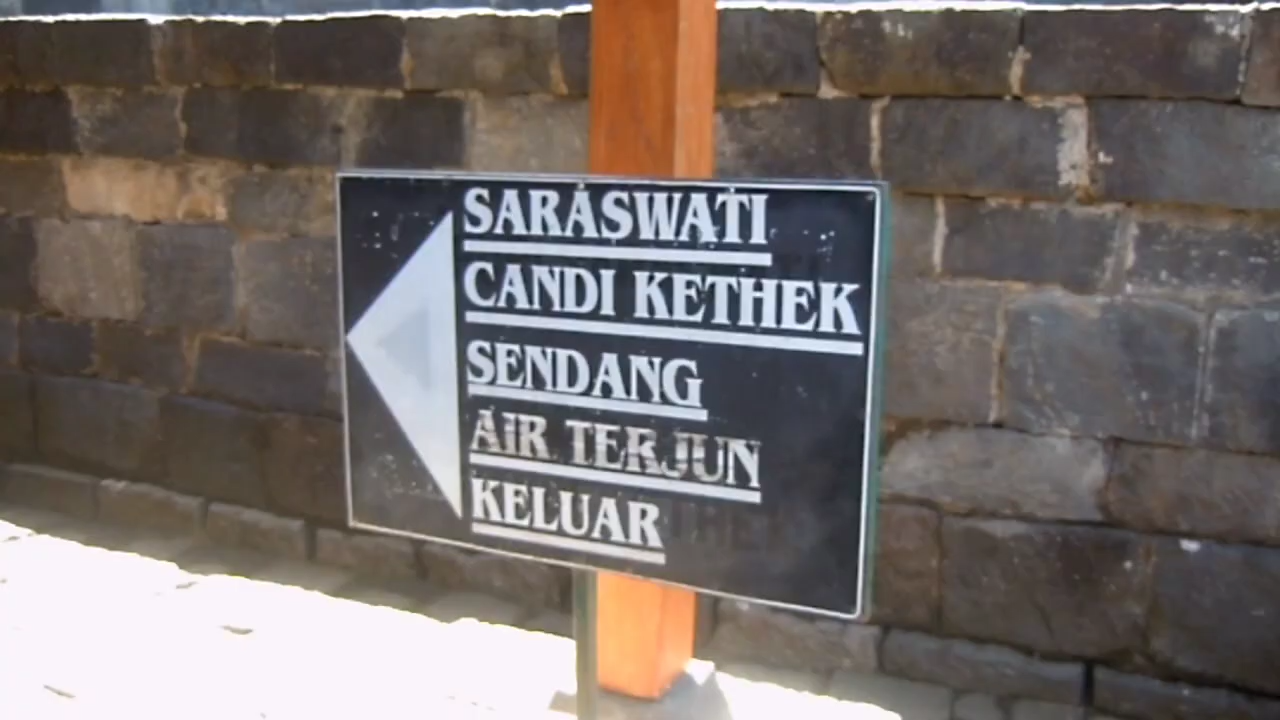 SARASWATI
CANDI KETHEK
SENDANG
AIR TERJUN
KELUAR